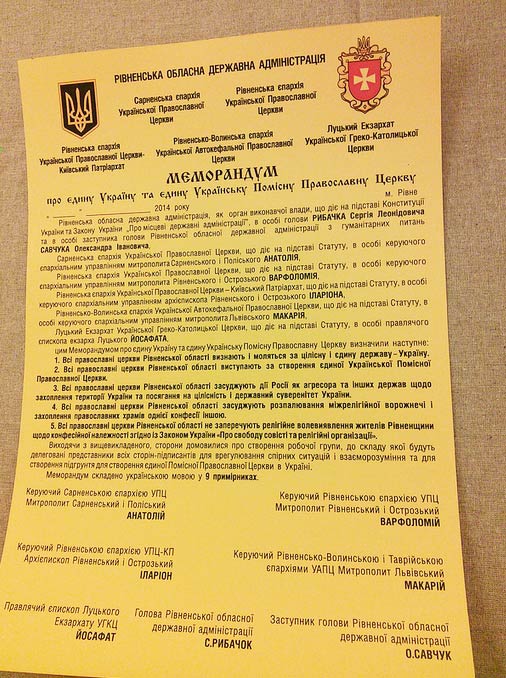 РІВНЕНСЬКА ОБЛАСНА ДЕРЖАВНА АДМІНІСТРАЦІЯ
Сарненська єпархія
Української Православної
Церкви
Рівненська єпархія
Української Православної
Церкви
Рівненська єпархія
Української Православної Церкви-
Київський Патріархат
Рівненсько-Волинська єпархія
Української Автокефальної Православної
Церкви
Луцький Екзархат
Української Греко-Католицької
Церкви
МЕМОРАНДУМ
про єдину Україну та єдину Українську Помісну Православну Церкву
"__" ________ 2014 року
м. Рівне
Рівненська обласна державна адміністрація, як орган виконавчої влади, що діє на підставі Конституції
України та Закону України „Про місцеві державні адміністрації", в особі голови РИБАЧКА Сергія Леонідовича
та в особі заступника голови Рівненської обласної державної адміністрації з гуманітарних питань
САВЧУКА Олександра Івановича,
Сарненська єпархія Української Православної Церкви, що діє на підставі Статуту, в особі керуючого
єпархіальним управлінням митрополита Сарненського і Поліського АНАТОЛІЯ,
Рівненська єпархія Української Православної Церкви, що діє на підставі Статуту, в особі керуючого
єпархіальним управлінням митрополита Рівненського і Острозького ВАРФОЛОМІЯ,
Рівненська єпархія Української Православної Церкви – Київський Патріархат, що діє на підставі Статуту, в особі
керуючого єпархіальним управлінням архієпископа Рівненського і Острозького ІЛАРІОНА,
Рівненсько-Волинська єпархія Української Автокефальної Православної Церкви, що діє на підставі Статуту, в
особі керуючого єпархіальним управлінням митрополита Львівського МАКАРІЯ,
Луцький Екзархат Української Греко-Католицької Церкви, що діє на підставі Статуту, в особі правлячого
єпископа екзарха Луцького ЙОСАФАТА,
цим Меморандумом про єдину Україну та єдину Українську Помісну Православну Церкву визначили наступне:
1. Всі православні церкви Рівненської області визнають і моляться за цілісну і єдину державу – Україну.
2. Всі православні церкви Рівненської області виступають за створення єдиної Української Помісної
Православної Церкви.
3. Всі православні церкви Рівненської області засуджують дії Росії як агресора та інших держав щодо
захоплення території України та посягання на цілісність і державний суверенітет України.
4. Всі православні церкви Рівненської області засуджують розпалювання міжрелігійної ворожнечі і
захоплення православних храмів однієї конфесії іншою.
5. Всі православні церкви Рівненської області не заперечують релігійне волевиявлення жителів Рівненщини
щодо конфесійної належності згідно із Законом України «Про свободу совісті та релігійні організації».
Виходячи з вищевикладеного, сторони домовилися про створення робочої групи, до складу якої будуть
делеговані представники всіх сторін-підписантів для врегулювання спірних ситуацій і взаєморозуміння та для
створення підґрунтя для створення єдиної Помісної Православної Церкви в Україні.
Меморандум складено українською мовою у 9 примірниках.
Керуючий Сарненською єпархією УПЦ
Митрополит Сарненський і Поліський
АНАТОЛІЙ
Керуючий Рівненською єпархією УПЦ
Митрополит Рівненський і Острозький
ВАРФОЛОМІЙ
Керуючий Рівненською єпархією УПЦ-КП
Архієпископ Рівненський і Острозький
ІЛАРІОН
Керуючий Рівненсько-Волинською і Таврійською
єпархіями УАПЦ Митрополит Львівський
МАКАРІЙ
Правлячий єпископ Луцького
Екзархату УГКЦ
ЙОСАФАТ
Голова Рівненської обласної
державної адміністрації
С.РИБАЧОК
Заступник голови Рівненської обласної
державної адміністрації
О.САВЧУК